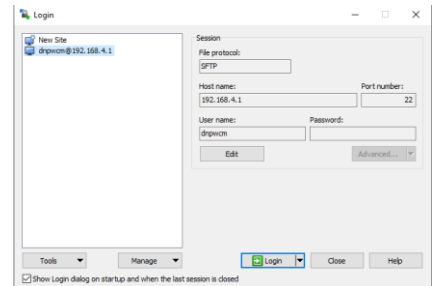 Login
New Site
dnpwcm@192.168.4.1
Session
File protocol:
SFTP
Host name:
Port number:
192.168.4.1
22
User name:
Password:
dnpwcm
Edit
Advanced...
Tools
Manage
Login
Close
Help
Show Login dialog on startup and when the last session is closed